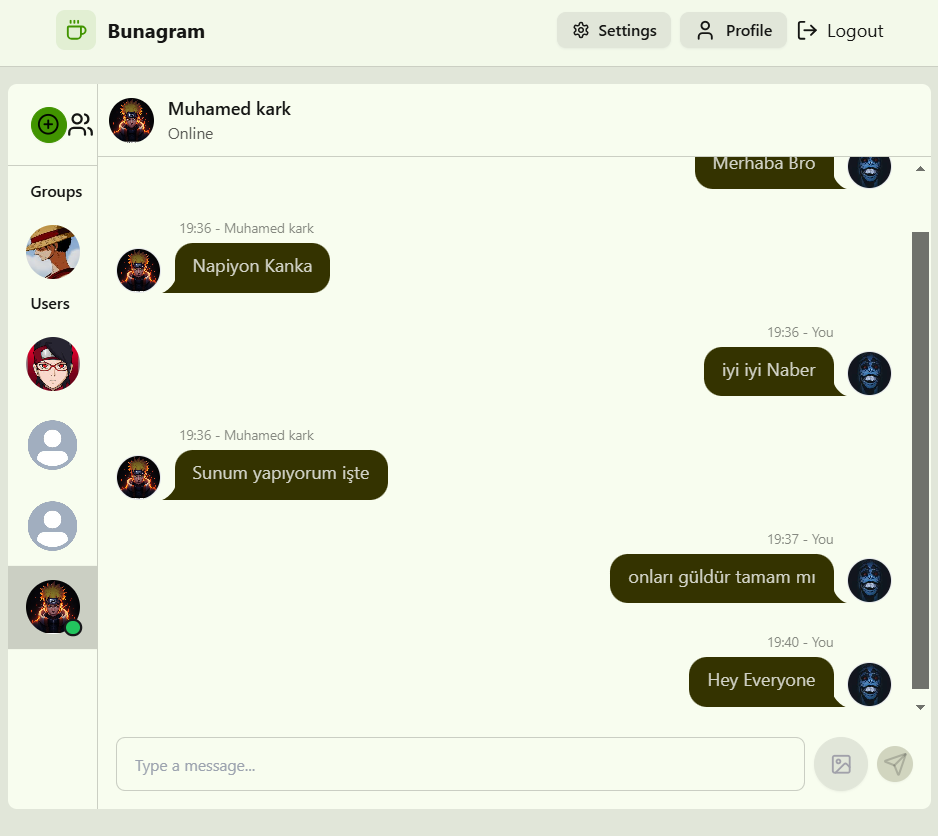 Bunagram
Settings
Profile
Logout
Muhamed kark
Online
Groups
Users
Merhaba Bro
19:36 - Muhamed kark
Napiyon Kanka
19:36 - You
iyi iyi Naber
19:36 - Muhamed kark
Sunum yapıyorum işte
19:37 - You
onları güldür tamam mı
19:40 - You
Hey Everyone
Type a message...